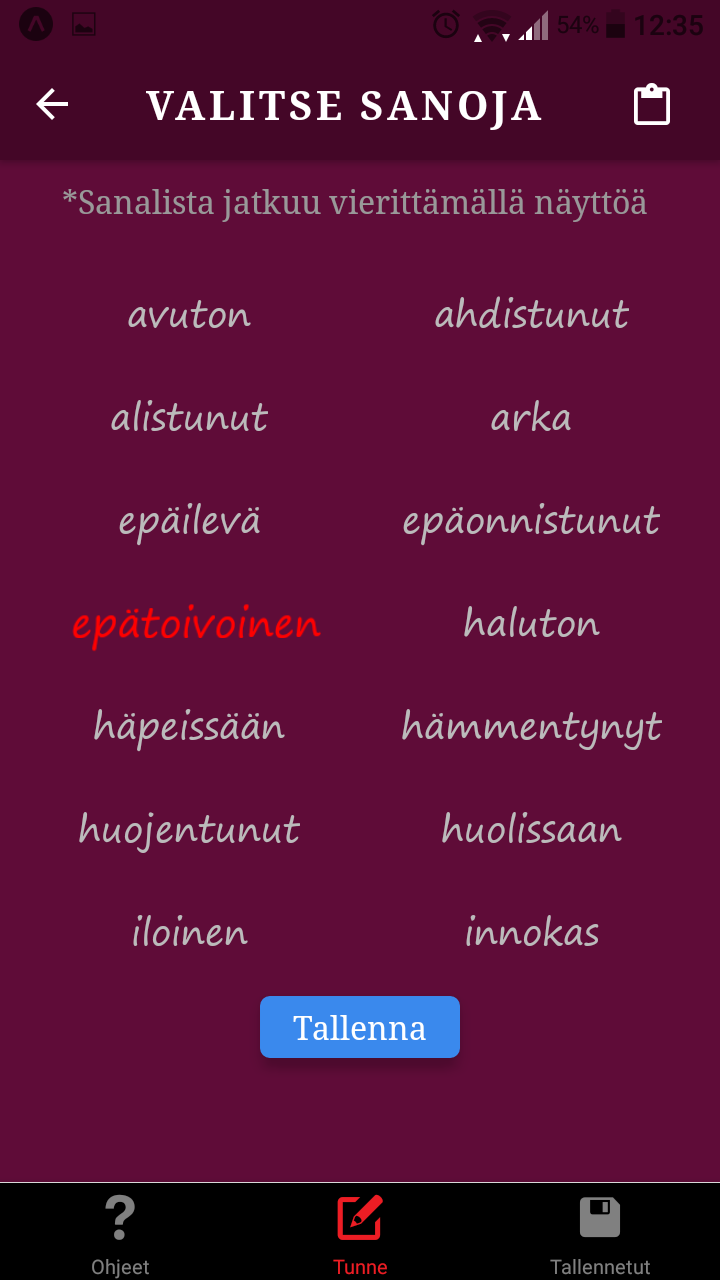 54% 12:35
VALITSE SANOJA
*Sanalista jatkuu vierittämällä näyttöä
avuton ahdistunut
alistunut arka
epäilevä epäonnistunut
epätoivoinen haluton
häpeissään hämmentynyt
huojentunut huolissaan
iloinen innokas
Tallenna
Ohjeet Tunne Tallennetut